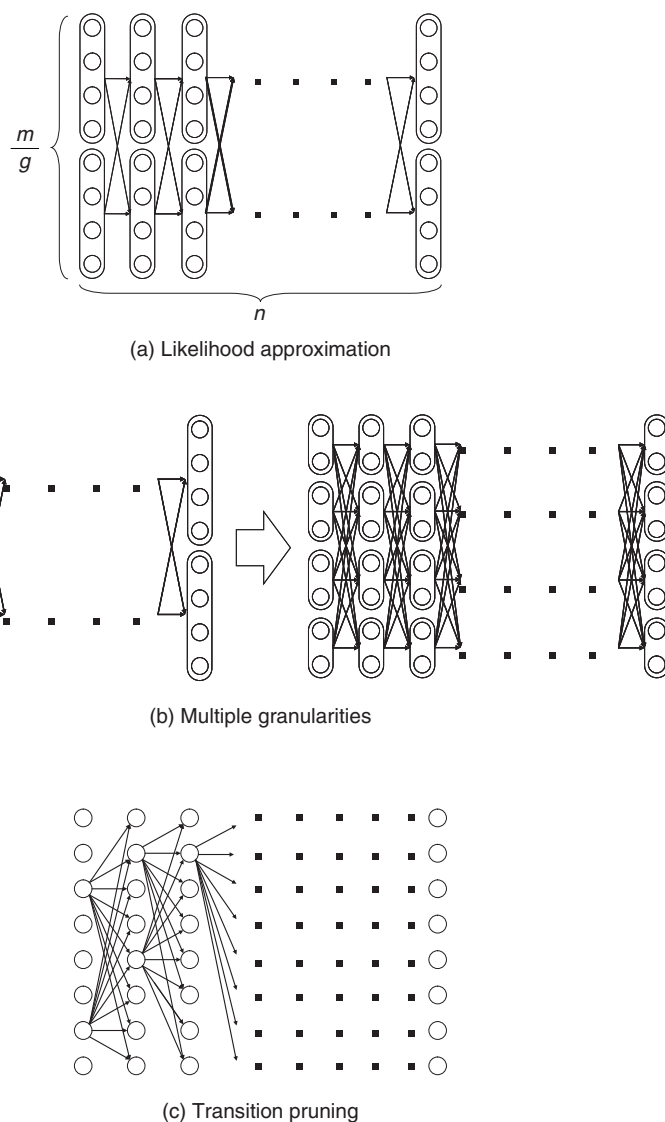 m
g
n
(a) Likelihood approximation
(b) Multiple granularities
(c) Transition pruning